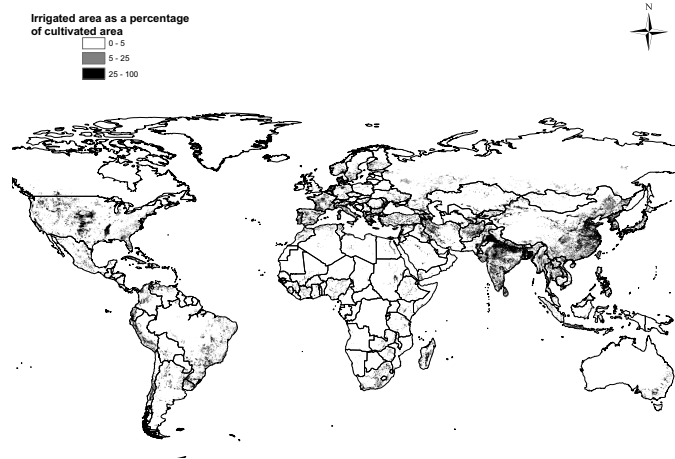 Irrigated area as a percentage
of cultivated area
0 - 5
5 - 25
25 - 100
N